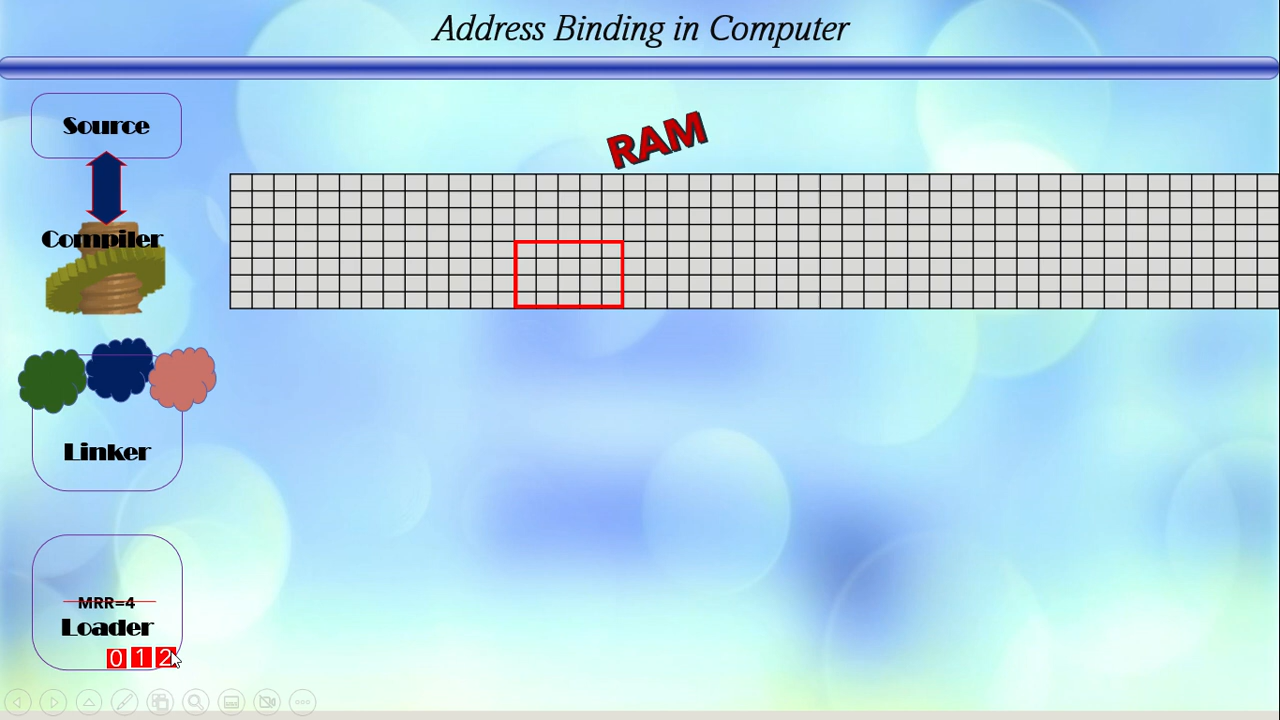 Address Binding in Computer
RAM
Source
Compiler
Linker
MRR=4
Loader
0 1 2